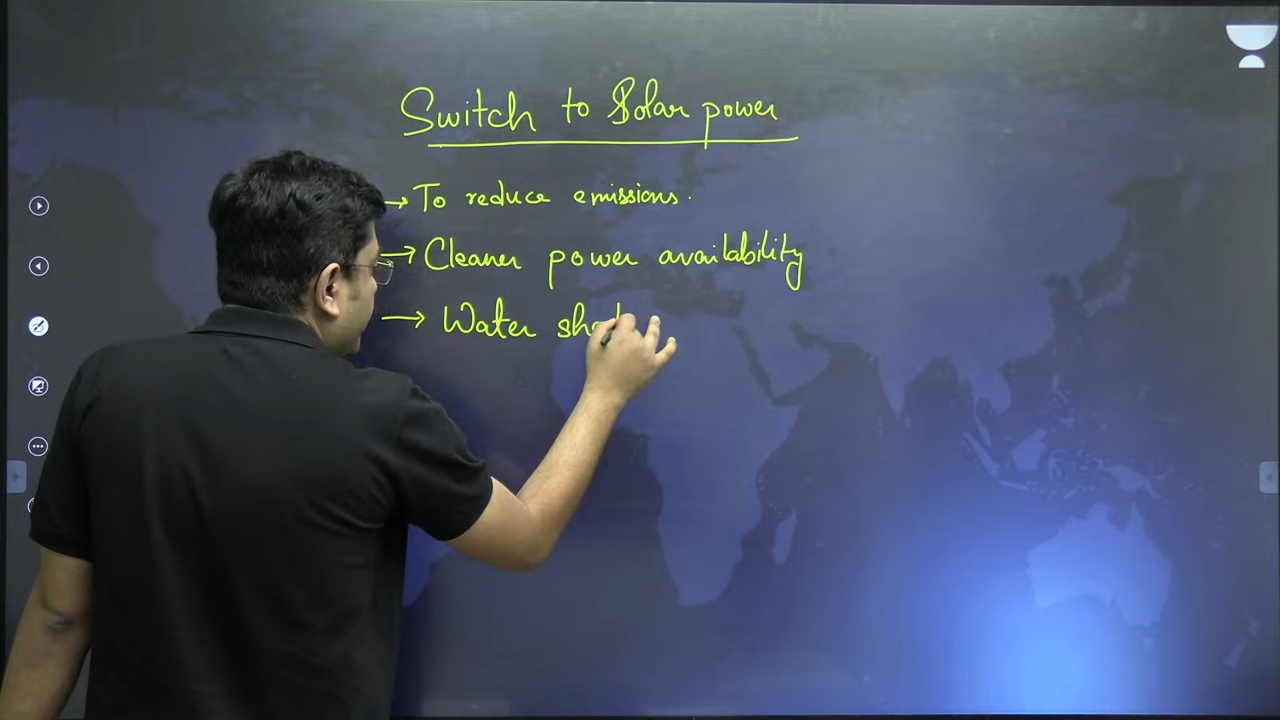 Switch to Solar power
→ To reduce emissions.
→ Cleaner power availability
→ Water